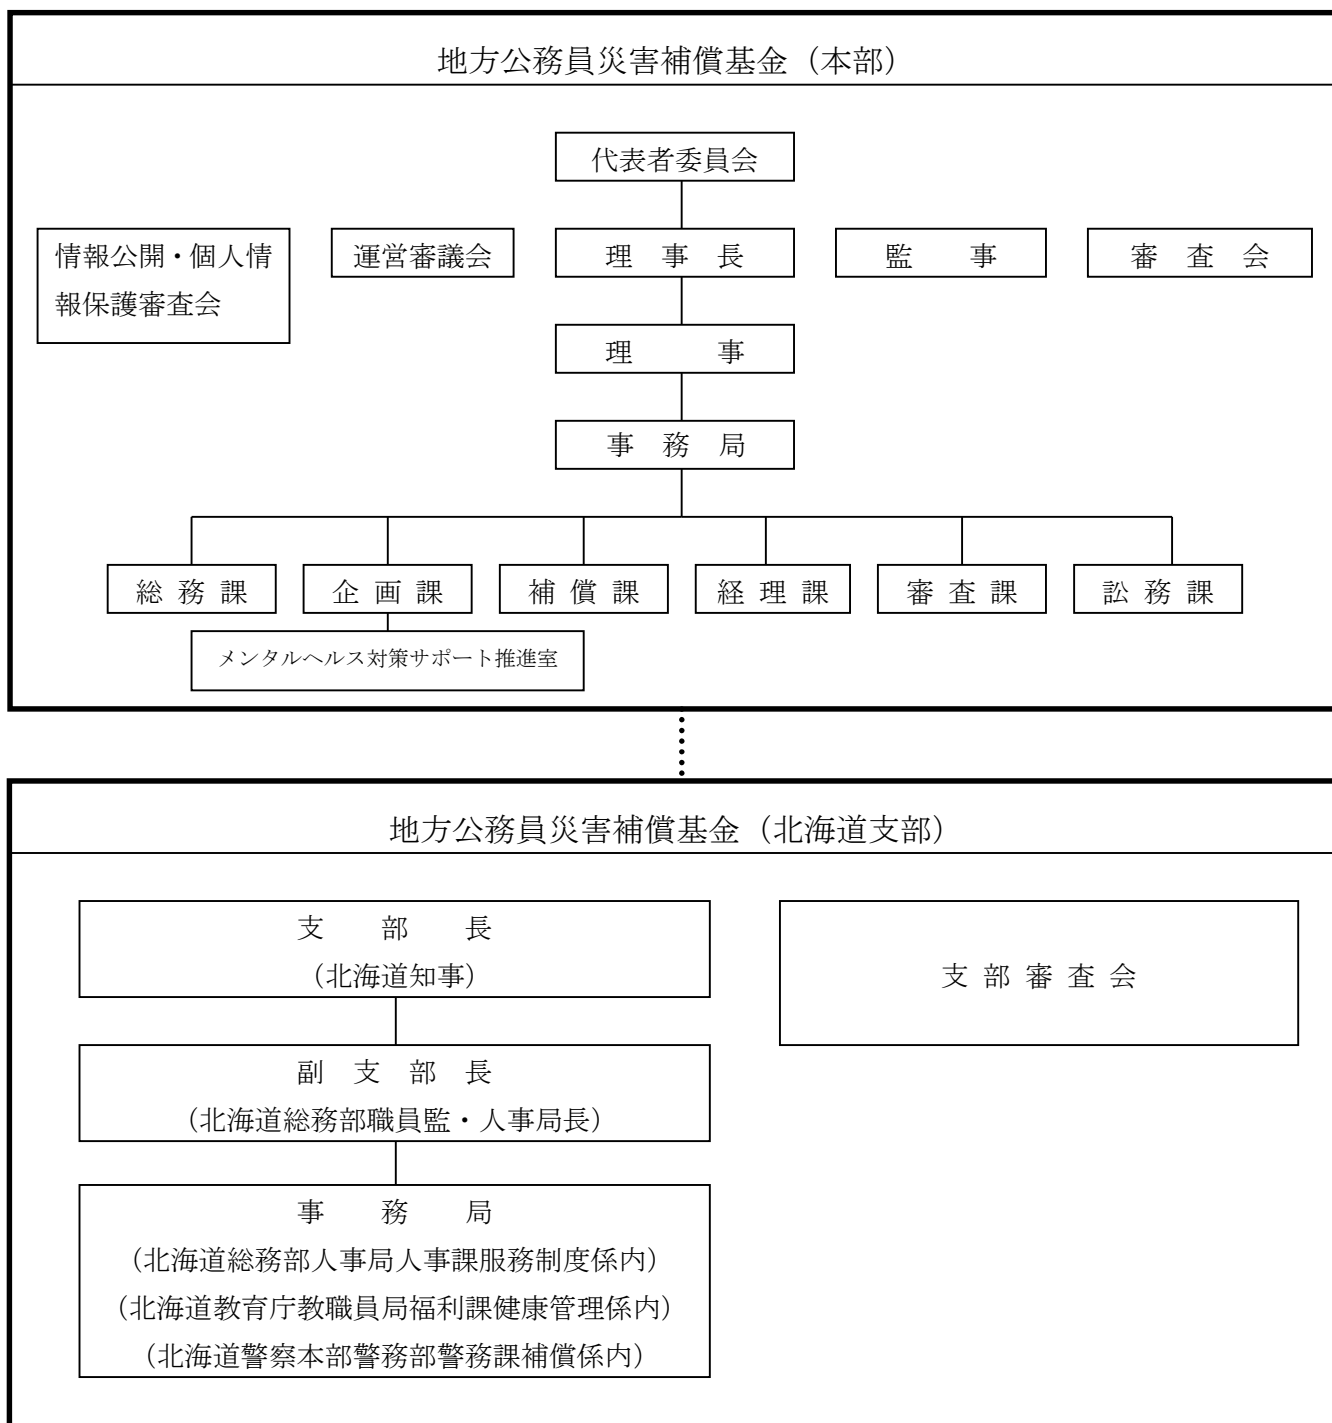 地方公務員災害補償基金（本部）
代表者委員会
情報公開・個人情
報保護審査会
運営審議会
理事長
監事
審査会
理事
事務局
総務課
企画課
補償課
経理課
審査課
訟務課
メンタルヘルス対策サポート推進室
地方公務員災害補償基金（北海道支部）
支部長
（北海道知事）
支部審査会
副支部長
（北海道総務部職員監・人事局長）
事務局
（北海道総務部人事局人事課服務制度係内）
（北海道教育庁教職員局福利課健康管理係内）
（北海道警察本部警務部警務課補償係内）